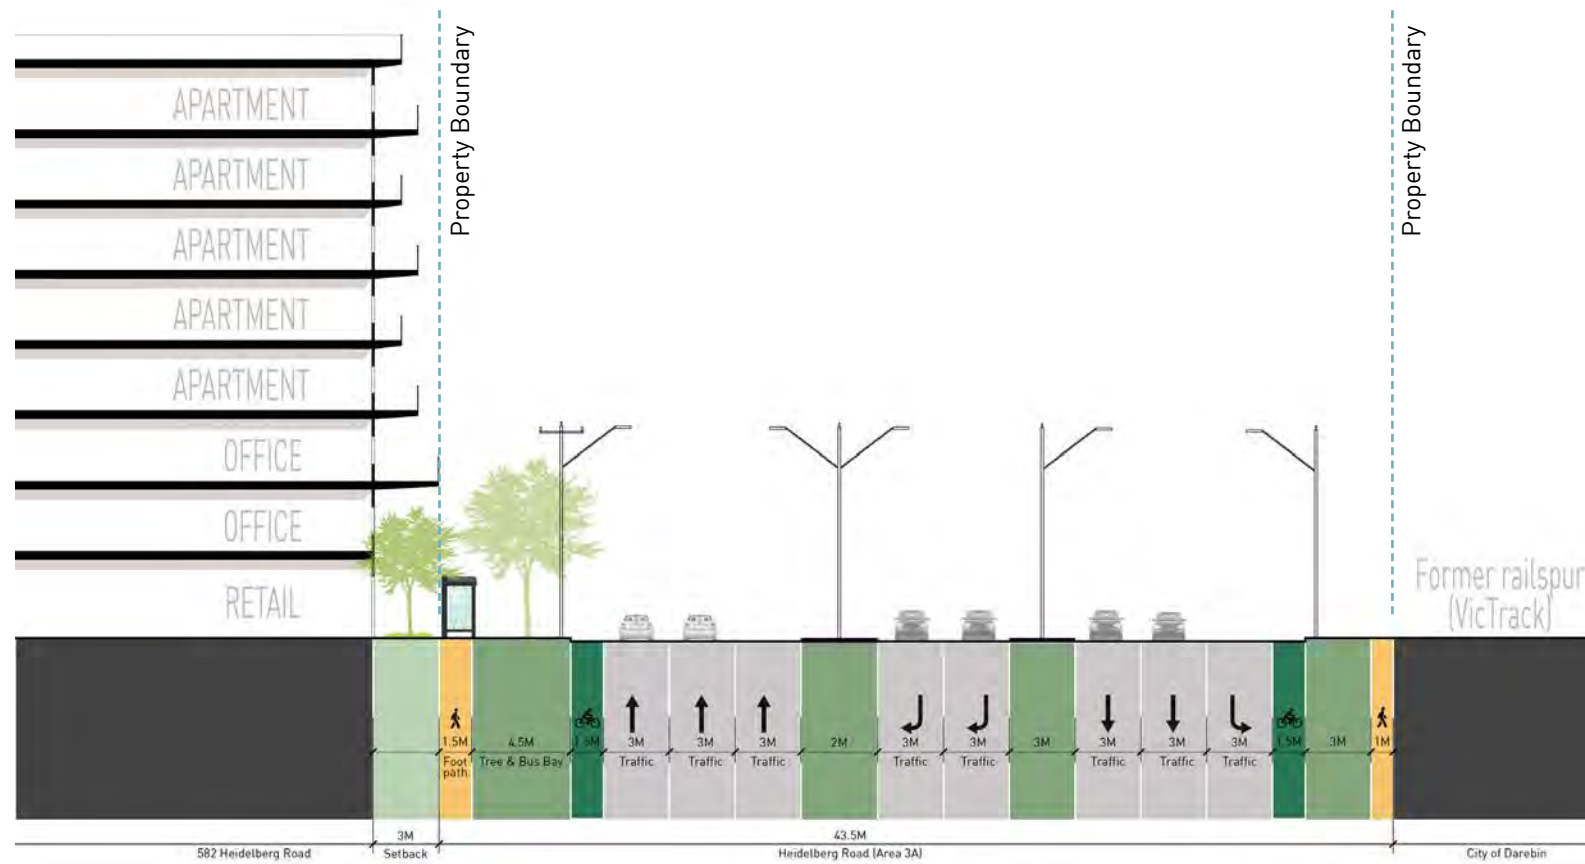 Property Boundary
Property Boundary
APARTMENT
APARTMENT
APARTMENT
APARTMENT
APARTMENT
OFFICE
OFFICE
RETAIL
Former railspur
(VicTrack)
1.5M 4.5M 1.5M 3M 3M 3M 2M 3M 3M 3M 3M 3M 3M 1.5M 3M 1M
Foot path Tree & Bus Bay Traffic Traffic Traffic Traffic Traffic Traffic Traffic Traffic
3M 43.5M
582 Heidelberg Road Setback Heidelberg Road (Area 3A) City of Darebin